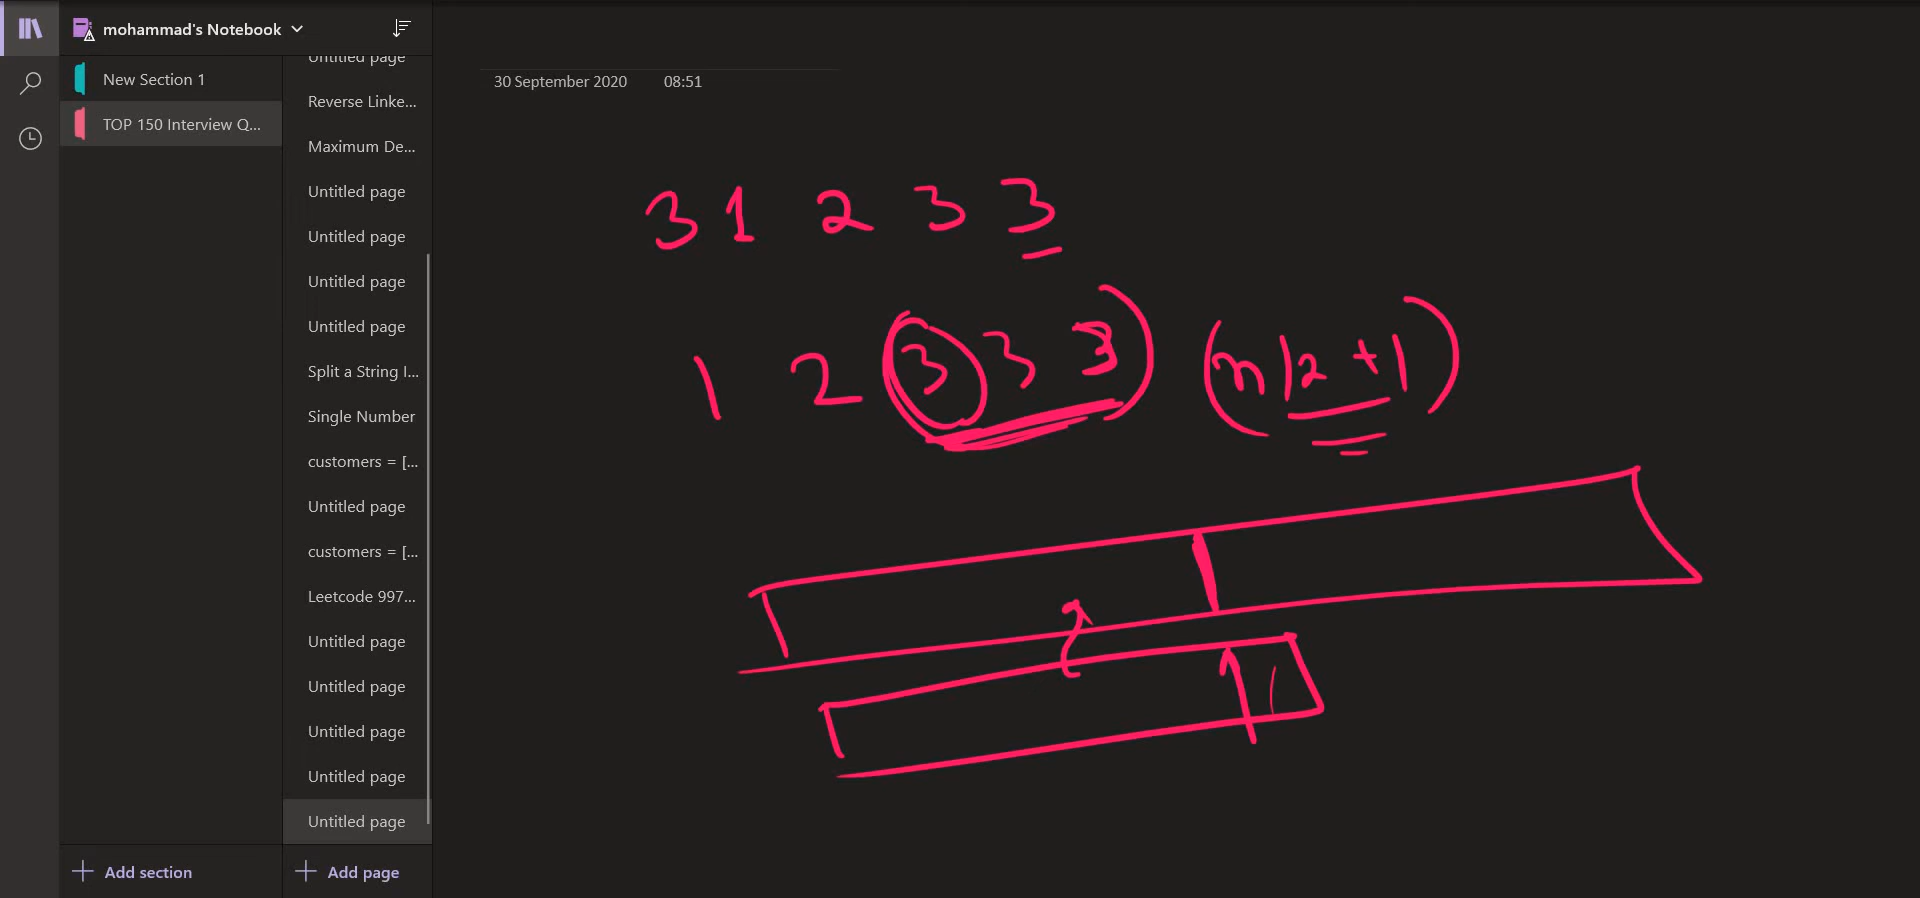 mohammad's Notebook
New Section 1
TOP 150 Interview Q...
Add section
Untitled page
Reverse Linke...
Maximum De...
Untitled page
Untitled page
Untitled page
Untitled page
Split a String I...
Single Number
customers = [...
Untitled page
customers = [...
Leetcode 997...
Untitled page
Untitled page
Untitled page
Untitled page
Untitled page
Add page
30 September 2020 08:51
3 1 2 3 3
1 2 3 3 3) (n/2 + 1)